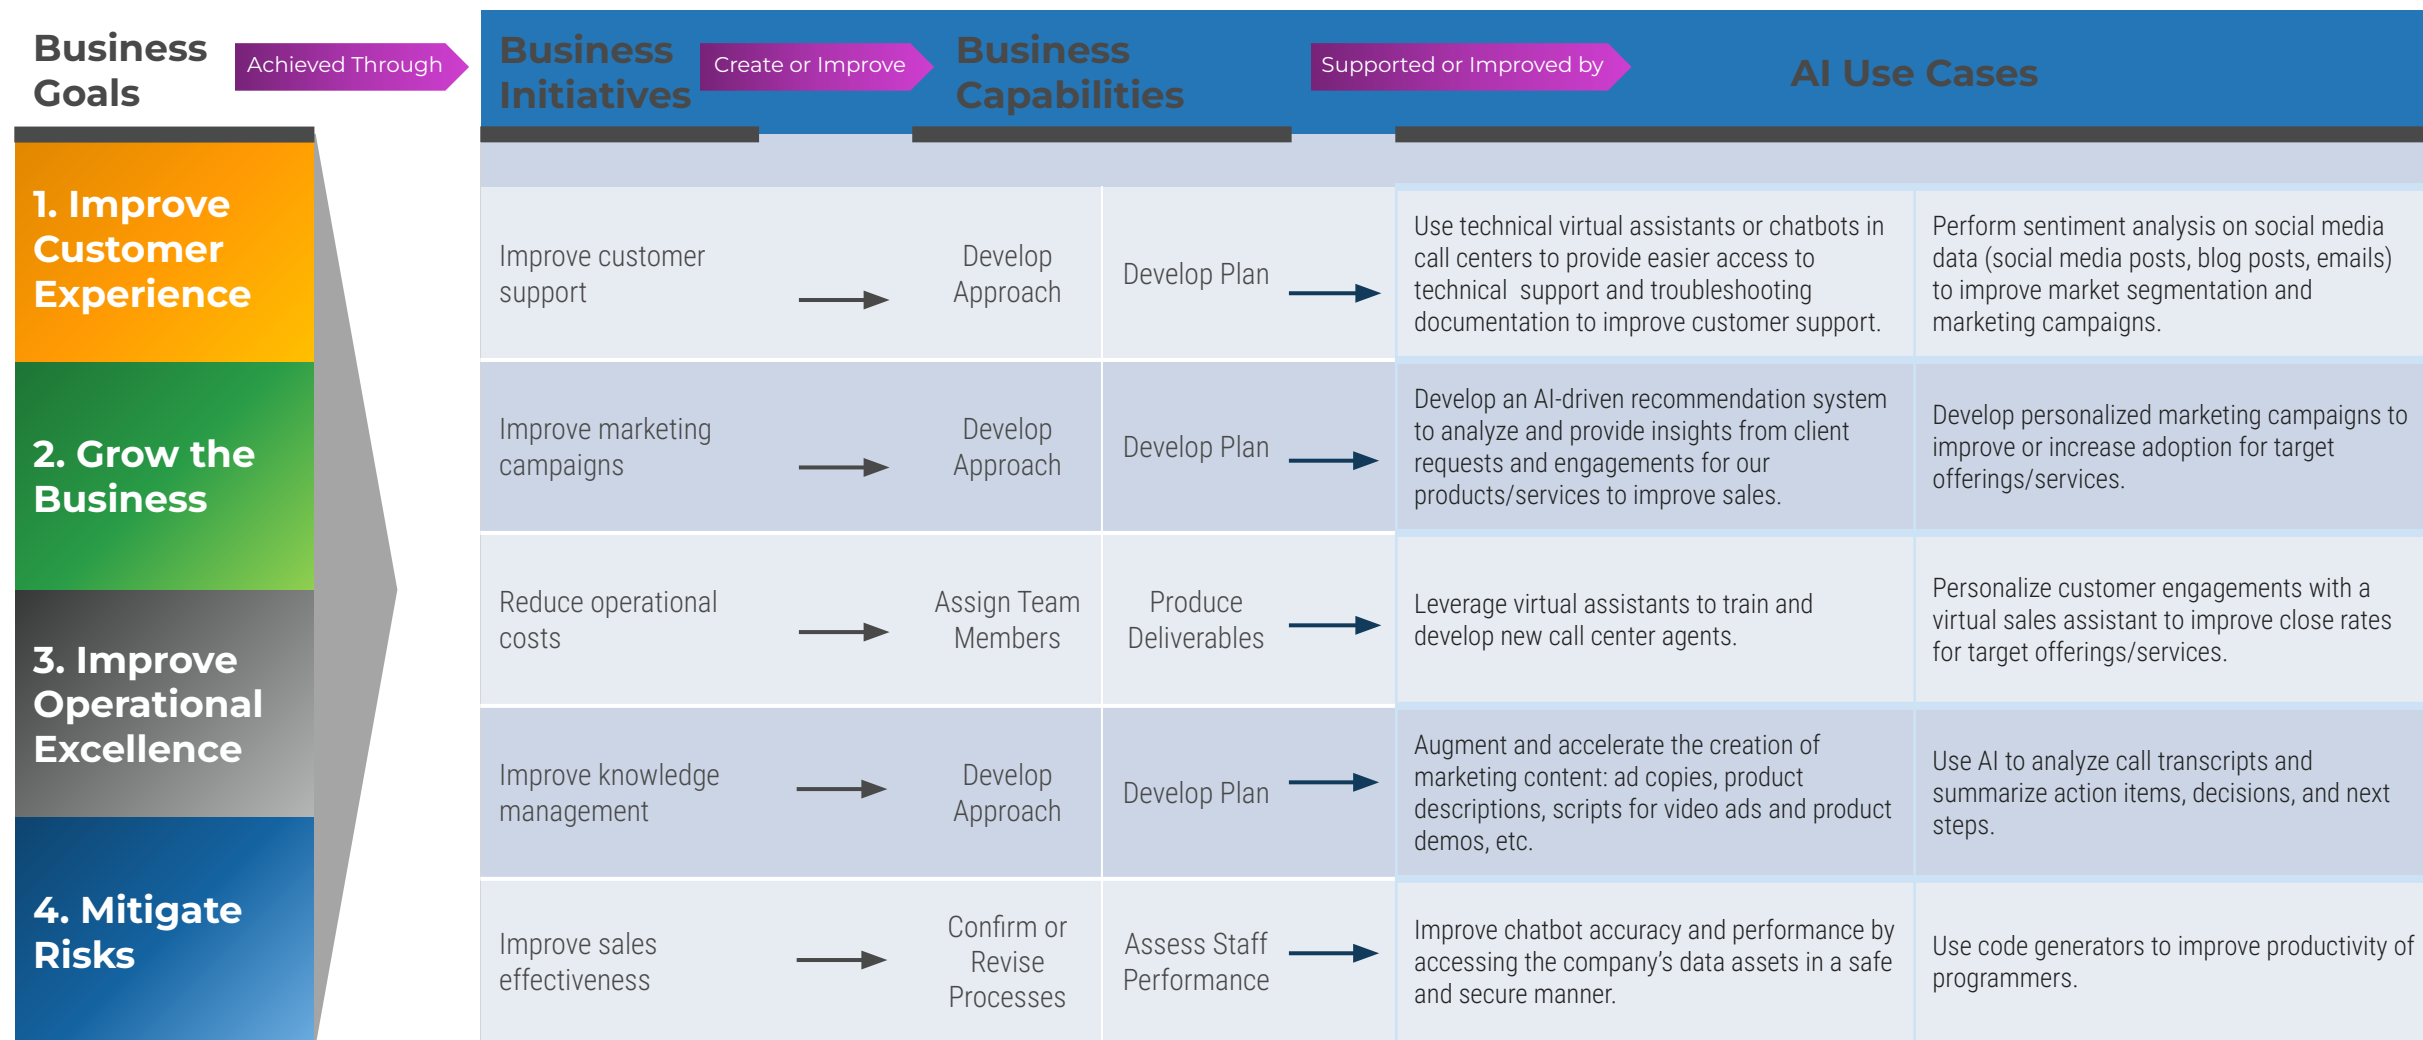 Business
Goals
Achieved Through
Business
Initiatives
Create or Improve
Business
Capabilities
Supported or Improved by
AI Use Cases
1. Improve
Customer
Experience
2. Grow the
Business
3. Improve
Operational
Excellence
4. Mitigate
Risks
Improve customer
support
Develop
Approach
Develop Plan
Use technical virtual assistants or chatbots in
call centers to provide easier access to
technical  support and troubleshooting
documentation to improve customer support.
Perform sentiment analysis on social media
data (social media posts, blog posts, emails)
to improve market segmentation and
marketing campaigns.
Improve marketing
campaigns
Develop
Approach
Develop Plan
Develop an AI-driven recommendation system
to analyze and provide insights from client
requests and engagements for our
products/services to improve sales.
Develop personalized marketing campaigns to
improve or increase adoption for target
offerings/services.
Reduce operational
costs
Assign Team
Members
Produce
Deliverables
Leverage virtual assistants to train and
develop new call center agents.
Personalize customer engagements with a
virtual sales assistant to improve close rates
for target offerings/services.
Improve knowledge
management
Develop
Approach
Develop Plan
Augment and accelerate the creation of
marketing content: ad copies, product
descriptions, scripts for video ads and product
demos, etc.
Use AI to analyze call transcripts and
summarize action items, decisions, and next
steps.
Improve sales
effectiveness
Confirm or
Revise
Processes
Assess Staff
Performance
Improve chatbot accuracy and performance by
accessing the company’s data assets in a safe
and secure manner.
Use code generators to improve productivity of
programmers.